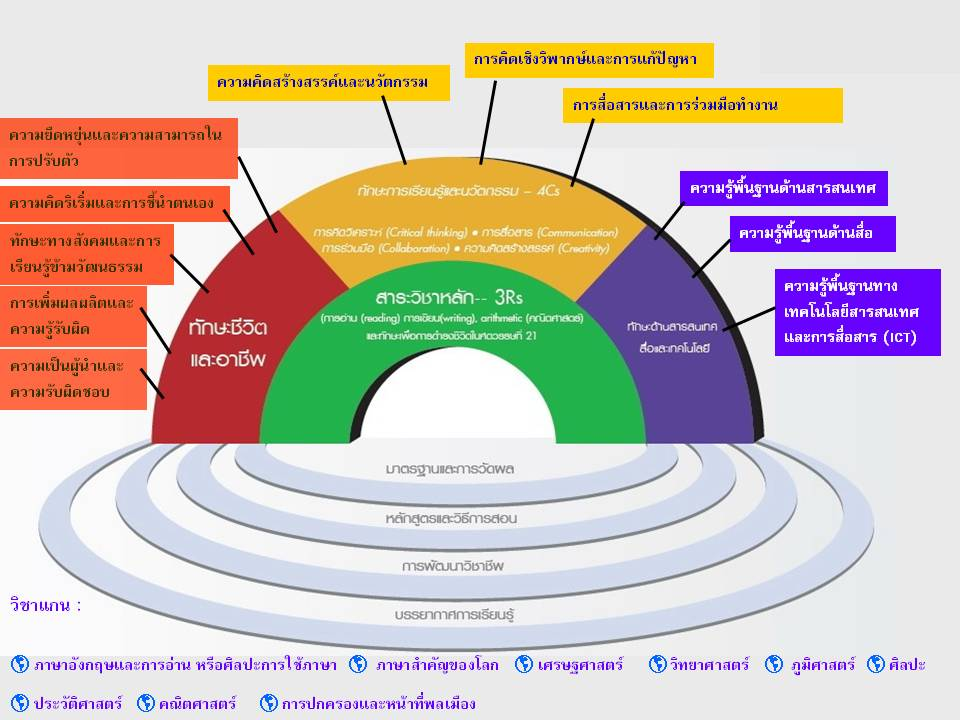 การคิดเชิงวิพากษ์และการแก้ปัญหา
ความคิดสร้างสรรค์และนวัตกรรม
การสื่อสารและการร่วมมือทำงาน
ความยืดหยุ่นและความสามารถใน
การปรับตัว
ความคิดริเริ่มและการชี้นำตนเอง
ทักษะทางสังคมและการ
เรียนรู้ข้ามวัฒนธรรม
การเพิ่มผลผลิตและ
ความรู้รับผิด
ความเป็นผู้นำและ
ความรับผิดชอบ
ทักษะการเรียนรู้และนวัตกรรม - 4Cs
การคิดวิเคราะห์ (Critical thinking) • การสื่อสาร (Communication)
การร่วมมือ (Collaboration) • ความคิดสร้างสรรค์ (Creativity)
ความรู้พื้นฐานด้านสารสนเทศ
ความรู้พื้นฐานด้านสื่อ
ความรู้พื้นฐานทาง
เทคโนโลยีสารสนเทศ
และการสื่อสาร (ICT)
สาระวิชาหลัก-- 3Rs
(การอ่าน (reading) การเขียน(writing), arithmetic (คณิตศาสตร์)
และทักษะเพื่อการดำรงชีวิตในศตวรรษที่ 21
ทักษะชีวิต
และอาชีพ
ทักษะด้านสารสนเทศ
สื่อและเทคโนโลยี
มาตรฐานและการวัดผล
หลักสูตรและวิธีการสอน
การพัฒนาวิชาชีพ
บรรยากาศการเรียนรู้
วิชาแกน :
ภาษาอังกฤษและการอ่าน หรือศิลปะการใช้ภาษา ภาษาสำคัญของโลก เศรษฐศาสตร์ วิทยาศาสตร์ ภูมิศาสตร์ ศิลปะ
ประวัติศาสตร์ คณิตศาสตร์ การปกครองและหน้าที่พลเมือง